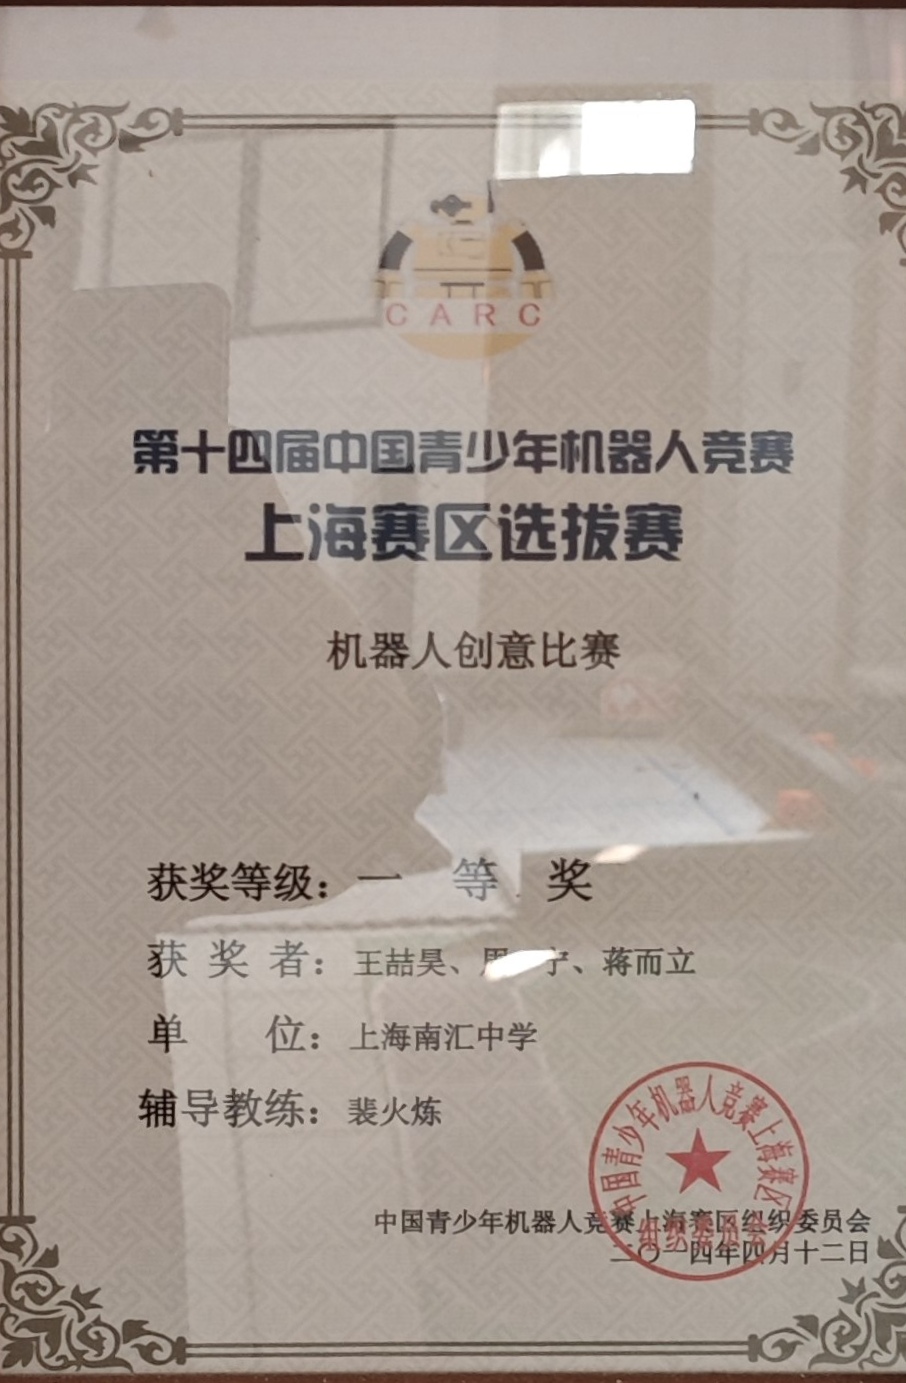 CARC
第十四届中国青少年机器人竞赛
上海赛区选拔赛
机器人创意比赛
获奖等级：一 等 奖
获 奖 者：王喆昊、周 宁、蒋而立
单 位：上海南汇中学
辅导教练：裴火炼
中国青少年机器人竞赛上海赛区组织委员会
二〇一四年四月十二日
中国青少年机器人竞赛上海赛区
组织委员会